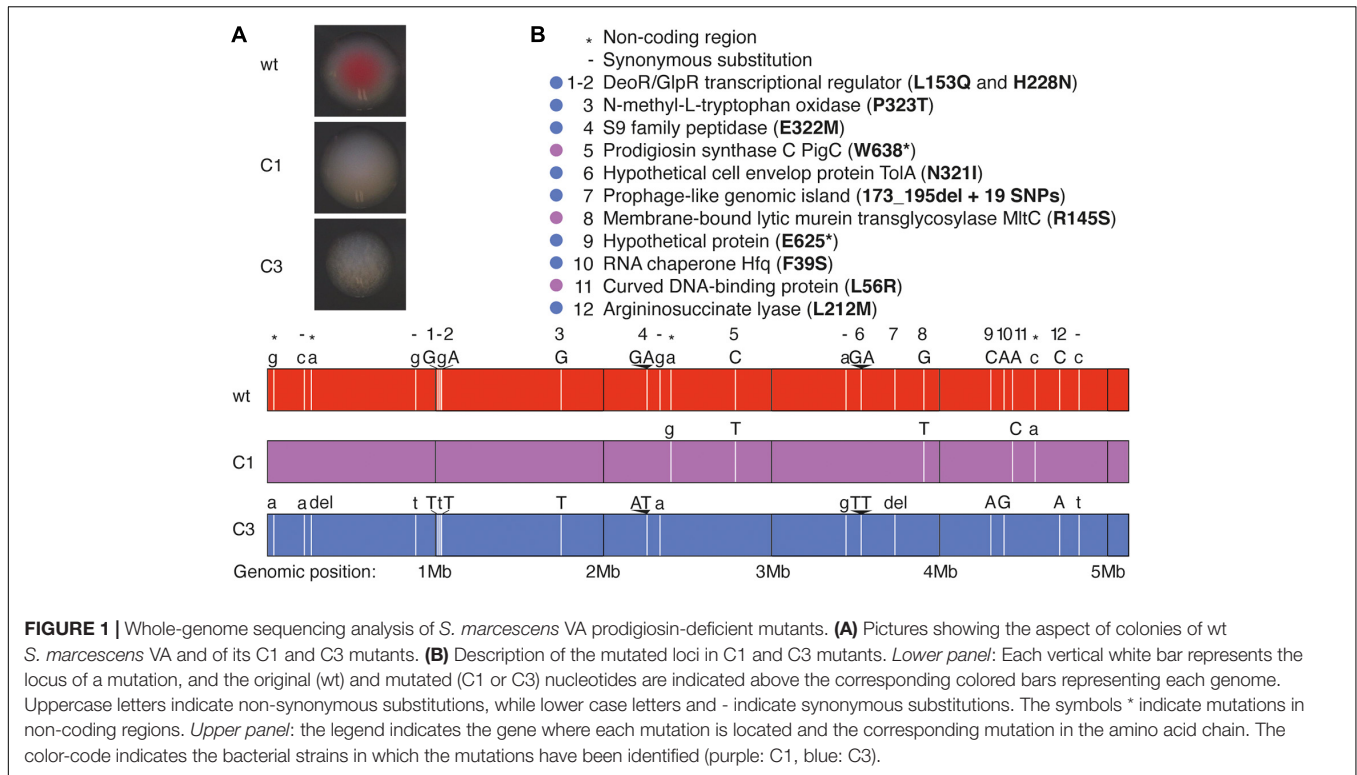 A
wt
C1
C3
B
* Non-coding region
- Synonymous substitution
1-2 DeoR/GlpR transcriptional regulator (L153Q and H228N)
3 N-methyl-L-tryptophan oxidase (P323T)
4 S9 family peptidase (E322M)
5 Prodigiosin synthase C PigC (W638*)
6 Hypothetical cell envelop protein TolA (N321I)
7 Prophage-like genomic island (173_195del + 19 SNPs)
8 Membrane-bound lytic murein transglycosylase MltC (R145S)
9 Hypothetical protein (E625*)
10 RNA chaperone Hfq (F39S)
11 Curved DNA-binding protein (L56R)
12 Argininosuccinate lyase (L212M)
* - * - 1-2 3 4 - * 5 - 6 7 8 9 10 11 * 12 -
g c a g GgA G GA g a C a GA G C A A c C c
wt
g T T C a
C1
a a del t TtT T AT a g TT del A G A t
C3
Genomic position: 1Mb 2Mb 3Mb 4Mb 5Mb
FIGURE 1 | Whole-genome sequencing analysis of S. marcescens VA prodigiosin-deficient mutants. (A) Pictures showing the aspect of colonies of wt
S. marcescens VA and of its C1 and C3 mutants. (B) Description of the mutated loci in C1 and C3 mutants. Lower panel: Each vertical white bar represents the
locus of a mutation, and the original (wt) and mutated (C1 or C3) nucleotides are indicated above the corresponding colored bars representing each genome.
Uppercase letters indicate non-synonymous substitutions, while lower case letters and - indicate synonymous substitutions. The symbols * indicate mutations in
non-coding regions. Upper panel: the legend indicates the gene where each mutation is located and the corresponding mutation in the amino acid chain. The
color-code indicates the bacterial strains in which the mutations have been identified (purple: C1, blue: C3).